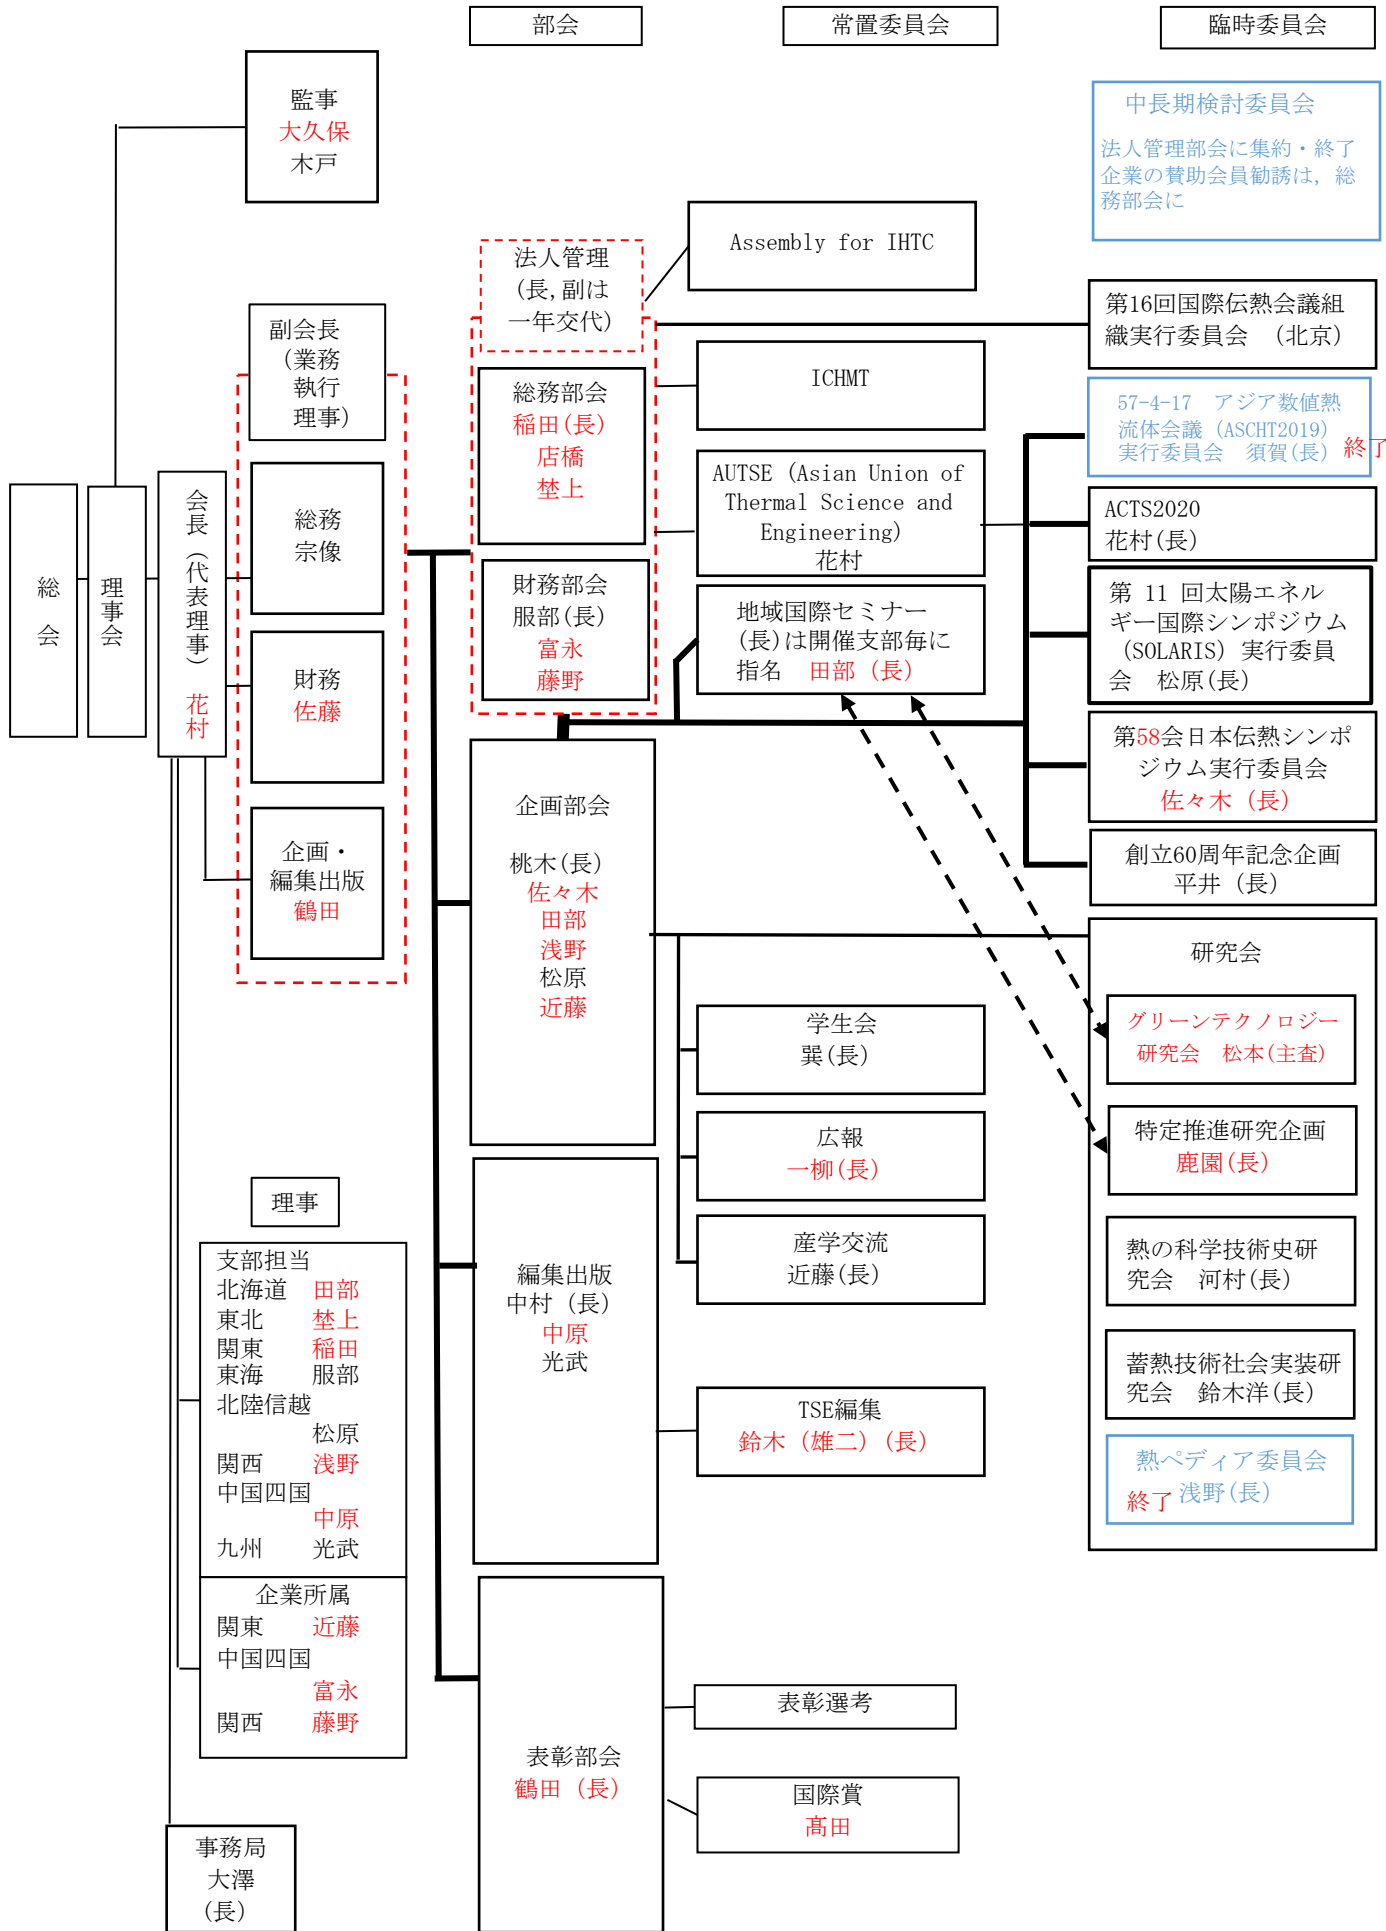 部会
常置委員会
臨時委員会
監事
大久保
木戸
中長期検討委員会
法人管理部会に集約・終了
企業の賛助会員勧誘は，総
務部会に
Assembly for IHTC
法人管理
(長,副は
一年交代)
第16回国際伝熱会議組
織実行委員会　(北京)
副会長
(業務
執行
理事)
ICHMT
総務部会
稲田(長)
店橋
埜上
57-4-17　アジア数値熱
流体会議 (ASCHT2019)
実行委員会　須賀(長)
終了
AUTSE (Asian Union of
Thermal Science and
Engineering)
花村
ACTS2020
花村(長)
総会
理事会
会長（代表理事）　花村
総務
宗像
財務部会
服部(長)
富永
藤野
地域国際セミナー
(長)は開催支部毎に
指名　田部 (長)
第 11 回太陽エネル
ギー国際シンポジウム
(SOLARIS) 実行委員
会　松原(長)
財務
佐藤
第58会日本伝熱シンポ
ジウム実行委員会
佐々木 (長)
企画部会
桃木(長)
佐々木
田部
浅野
松原
近藤
企画・
編集出版
鶴田
創立60周年記念企画
平井 (長)
研究会
グリーンテクノロジー
研究会　松本(主査)
学生会
巽(長)
特定推進研究企画
鹿園(長)
広報
一柳(長)
理事
産学交流
近藤(長)
熱の科学技術史研
究会　河村(長)
支部担当
北海道　田部
東北　　埜上
関東　　稲田
東海　　服部
北陸信越
松原
関西　　浅野
中国四国
中原
九州　　光武
編集出版
中村 (長)
中原
光武
蓄熱技術社会実装研
究会　鈴木洋(長)
TSE編集
鈴木 (雄二) (長)
熱ペディア委員会
終了 浅野(長)
企業所属
関東　　近藤
中国四国
富永
関西　　藤野
表彰選考
表彰部会
鶴田 (長)
国際賞
髙田
事務局
大澤
(長)